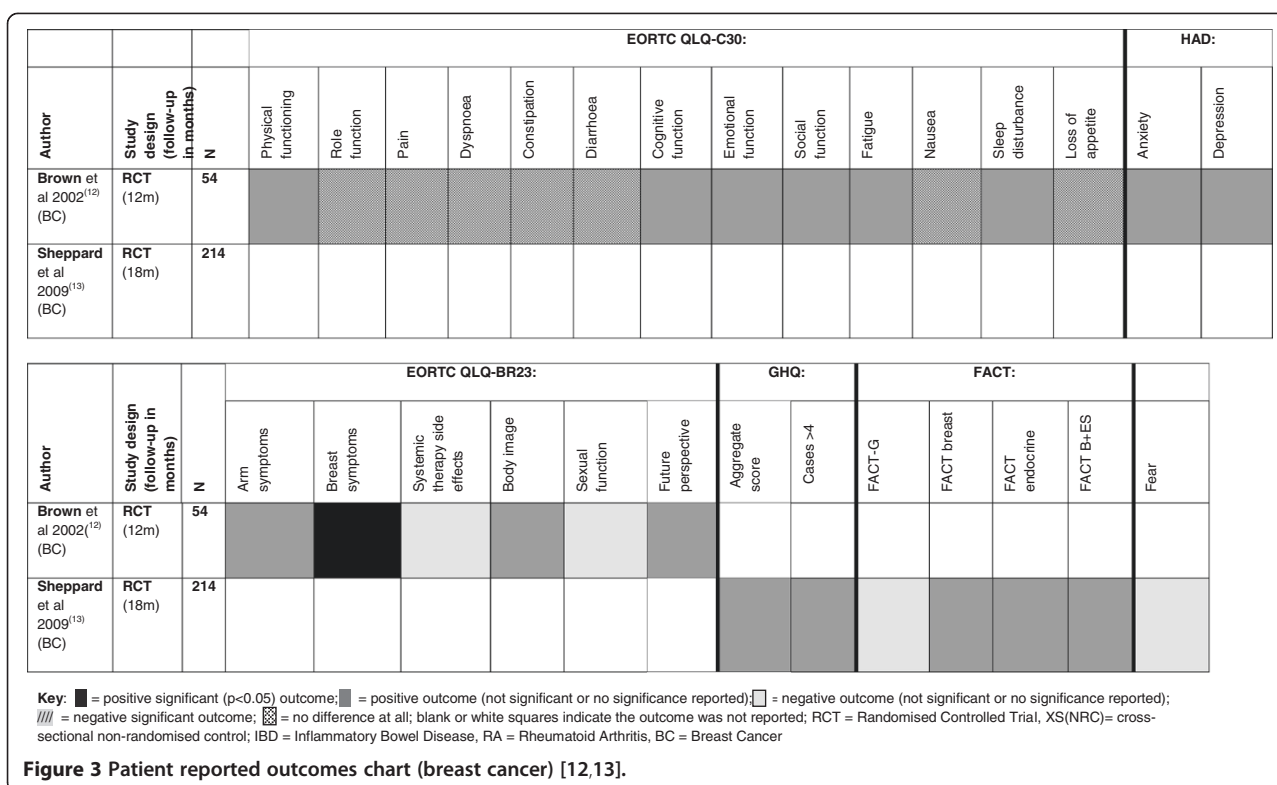 EORTC QLQ-C30: HAD:
Author
Study design (follow-up in months)
N
Physical functioning
Role function
Pain
Dyspnoea
Constipation
Diarrhoea
Cognitive function
Emotional function
Social function
Fatigue
Nausea
Sleep disturbance
Loss of appetite
Anxiety
Depression
Brown et RCT 54
al 2002(12) (12m)
(BC)
Sheppard RCT 214
et al (18m)
2009(13)
(BC)
EORTC QLQ-BR23: GHQ: FACT:
Author
Study design (follow-up in months)
N
Arm symptoms
Breast symptoms
Systemic therapy side effects
Body image
Sexual function
Future perspective
Aggregate score
Cases >4
FACT-G
FACT breast
FACT endocrine
FACT B+ES
Fear
Brown et RCT 54
al 2002(12) (12m)
(BC)
Sheppard RCT 214
et al (18m)
2009(13)
(BC)
Key: = positive significant (p<0.05) outcome; = positive outcome (not significant or no significance reported); = negative outcome (not significant or no significance reported);
//// = negative significant outcome; = no difference at all; blank or white squares indicate the outcome was not reported; RCT = Randomised Controlled Trial, XS(NRC)= cross-
sectional non-randomised control; IBD = Inflammatory Bowel Disease, RA = Rheumatoid Arthritis, BC = Breast Cancer
Figure 3 Patient reported outcomes chart (breast cancer) [12,13].